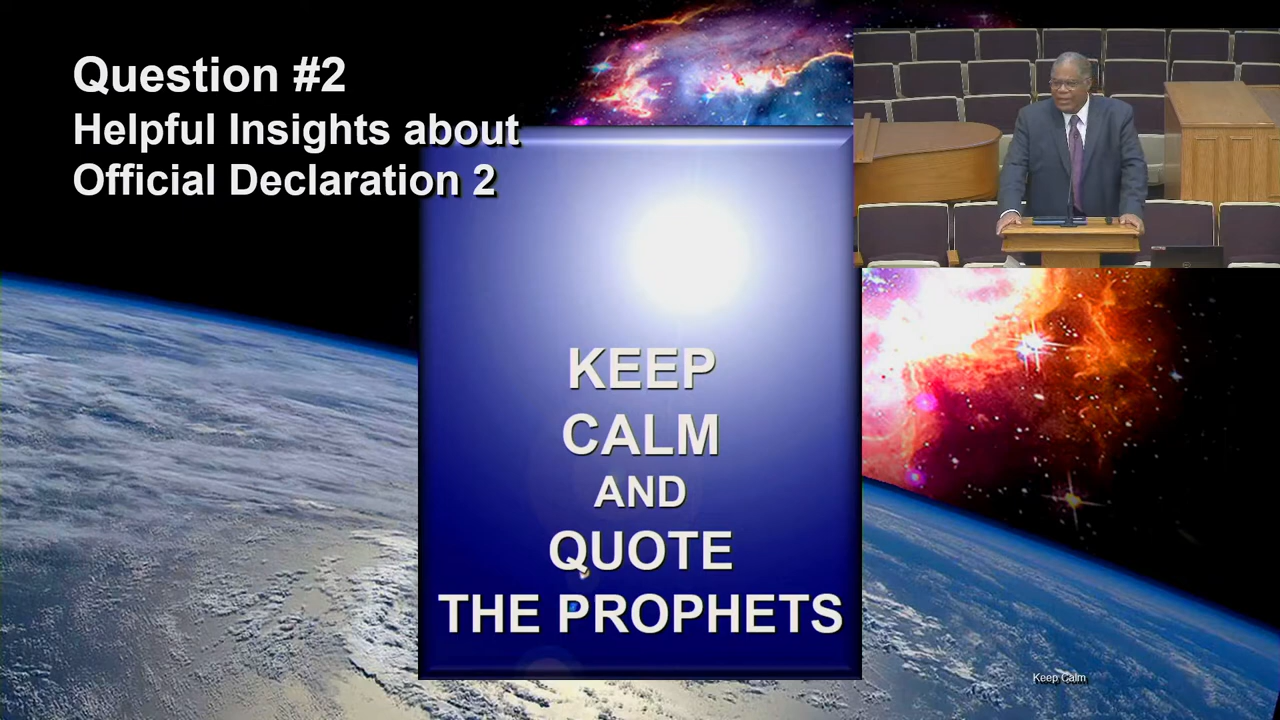 Question #2
Helpful Insights about
Official Declaration 2
KEEP
CALM
AND
QUOTE
THE PROPHETS
Keep Calm